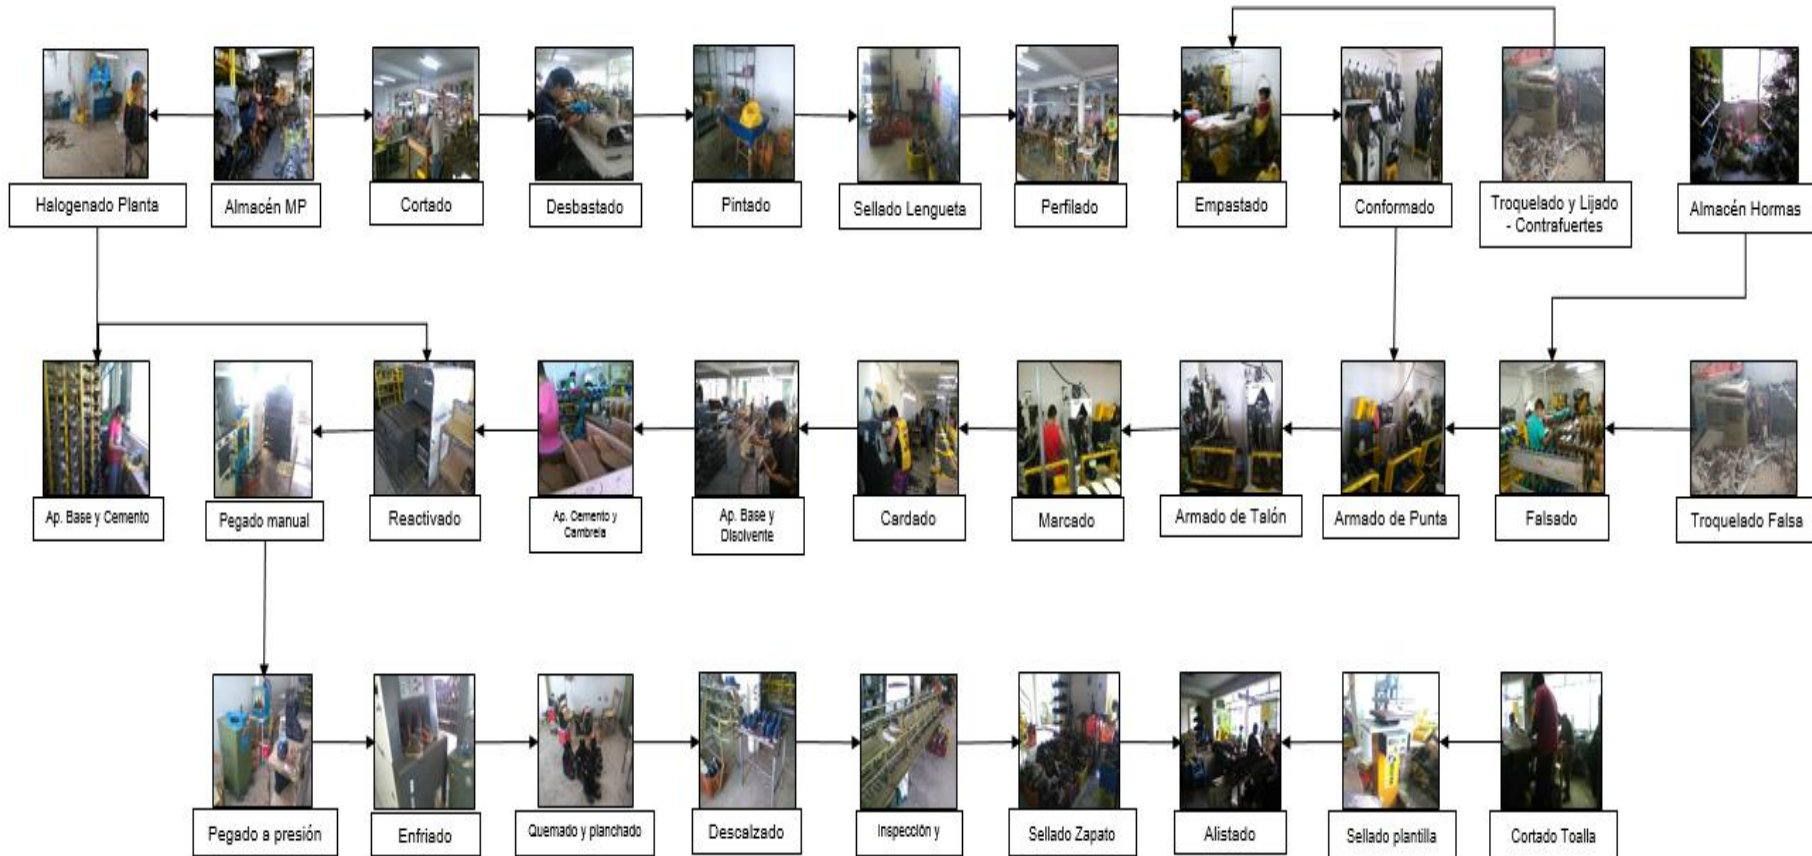 Halogenado Planta
Almacén MP
Cortado
Desbastado
Pintado
Sellado Lengueta
Perfilado
Empastado
Conformado
Troquelado y Lijado
- Contrafuertes
Almacén Hormas
Ap. Base y Cemento
Pegado manual
Reactivado
Ap. Cemento y
Cambrela
Ap. Base y
Disolvente
Cardado
Marcado
Armado de Talón
Armado de Punta
Falsado
Troquelado Falsa
Pegado a presión
Enfriado
Quemado y planchado
Descalzado
Inspección y
Sellado Zapato
Alistado
Sellado plantilla
Cortado Toalla